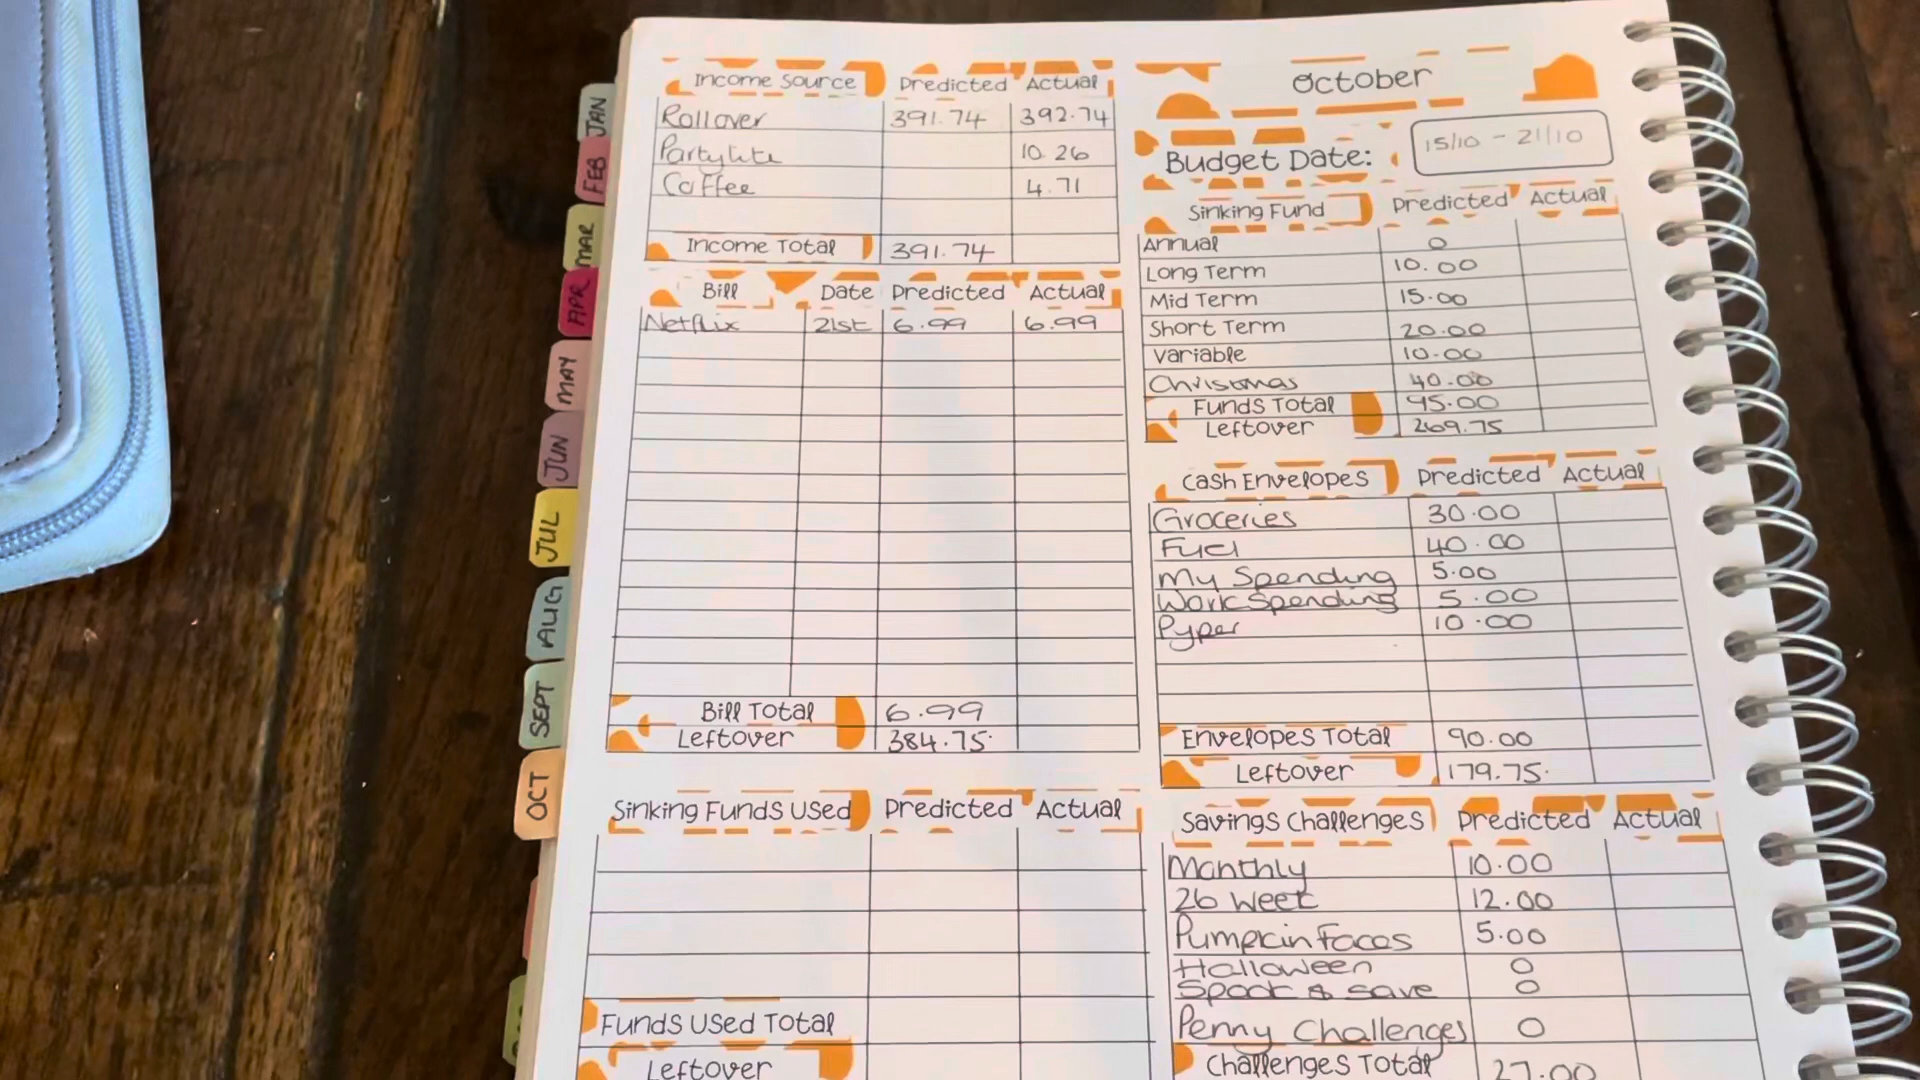 Income Source Predicted Actual
Rollover 391.74 392.74
Partylite 10.26
Coffee 4.71
Income Total 391.74
Bill Date Predicted Actual
Netflix 21st 6.99 6.99
Bill Total 6.99
Leftover 384.75
Sinking Funds Used Predicted Actual
Funds Used Total
Leftover
October
Budget Date: 15/10 - 21/10
Sinking Fund Predicted Actual
Annual 0
Long Term 10.00
Mid Term 15.00
Short Term 20.00
Variable 10.00
Christmas 40.00
Funds Total 95.00
Leftover 269.75
Cash Envelopes Predicted Actual
Groceries 30.00
Fuel 40.00
My Spending 5.00
Work Spending 5.00
Pyper 10.00
Envelopes Total 90.00
Leftover 179.75
Savings Challenges Predicted Actual
Monthly 10.00
26 Week 12.00
Pumpkin Faces 5.00
Halloween 0
Spook & Save 0
Penny Challenges 0
Challenges Total 27.00
JAN
FEB
MAR
APR
MAY
JUN
JUL
AUG
SEPT
OCT